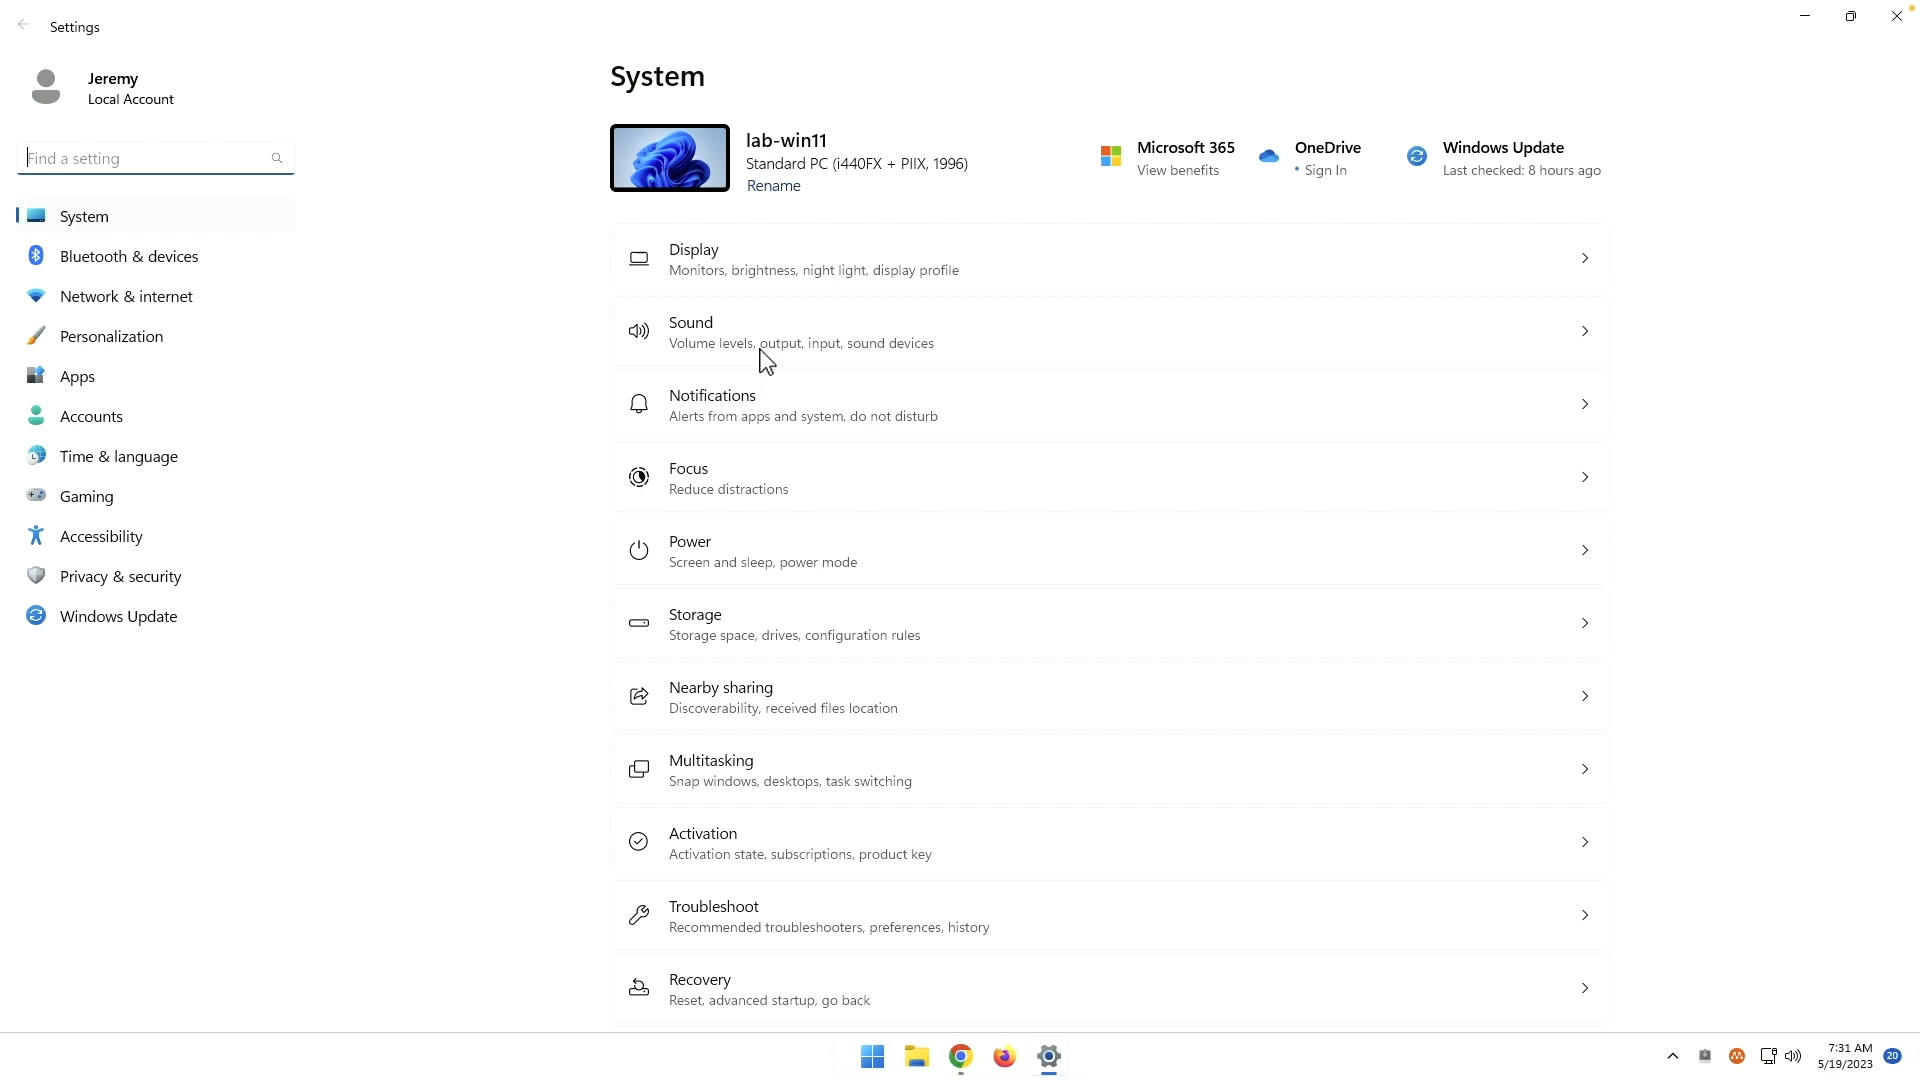 Settings
Jeremy
Local Account
Find a setting
System
Bluetooth & devices
Network & internet
Personalization
Apps
Accounts
Time & language
Gaming
Accessibility
Privacy & security
Windows Update
System
lab-win11
Standard PC (i440FX + PIIX, 1996)
Rename
Microsoft 365
View benefits
OneDrive
• Sign In
Windows Update
Last checked: 8 hours ago
Display
Monitors, brightness, night light, display profile
Sound
Volume levels, output, input, sound devices
Notifications
Alerts from apps and system, do not disturb
Focus
Reduce distractions
Power
Screen and sleep, power mode
Storage
Storage space, drives, configuration rules
Nearby sharing
Discoverability, received files location
Multitasking
Snap windows, desktops, task switching
Activation
Activation state, subscriptions, product key
Troubleshoot
Recommended troubleshooters, preferences, history
Recovery
Reset, advanced startup, go back
7:31 AM
5/19/2023
20